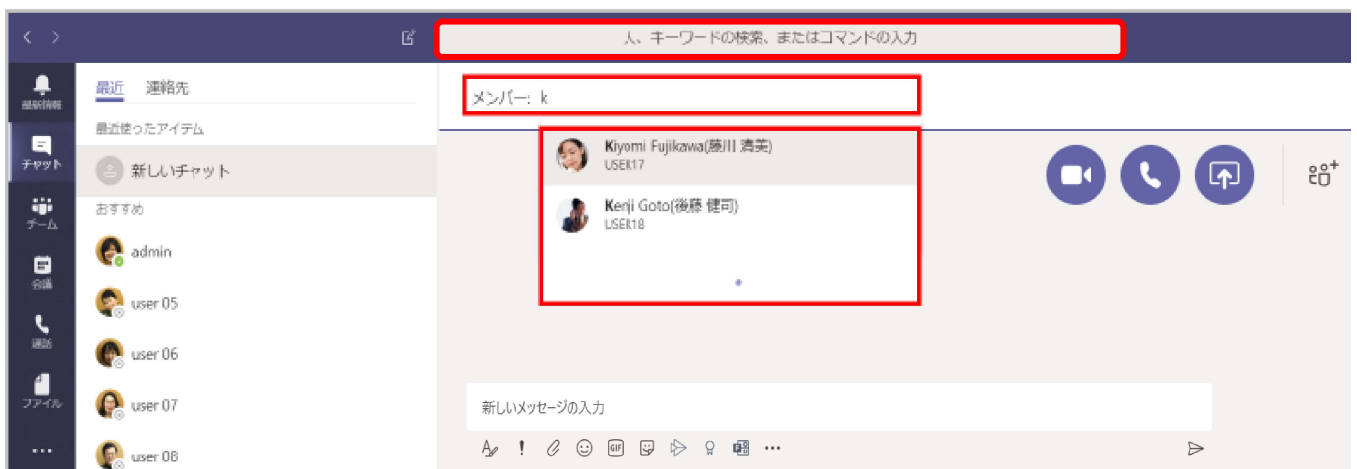 人、キーワードの検索、またはコマンドの入力
最新情報
チャット
チーム
会議
通話
ファイル
最近 連絡先
最近使ったアイテム
新しいチャット
おすすめ
admin
user 05
user 06
user 07
user 08
メンバー: k
Kiyomi Fujikawa(藤川 清美)
USER17
Kenji Goto(後藤 健司)
USER18
新しいメッセージの入力
GIF